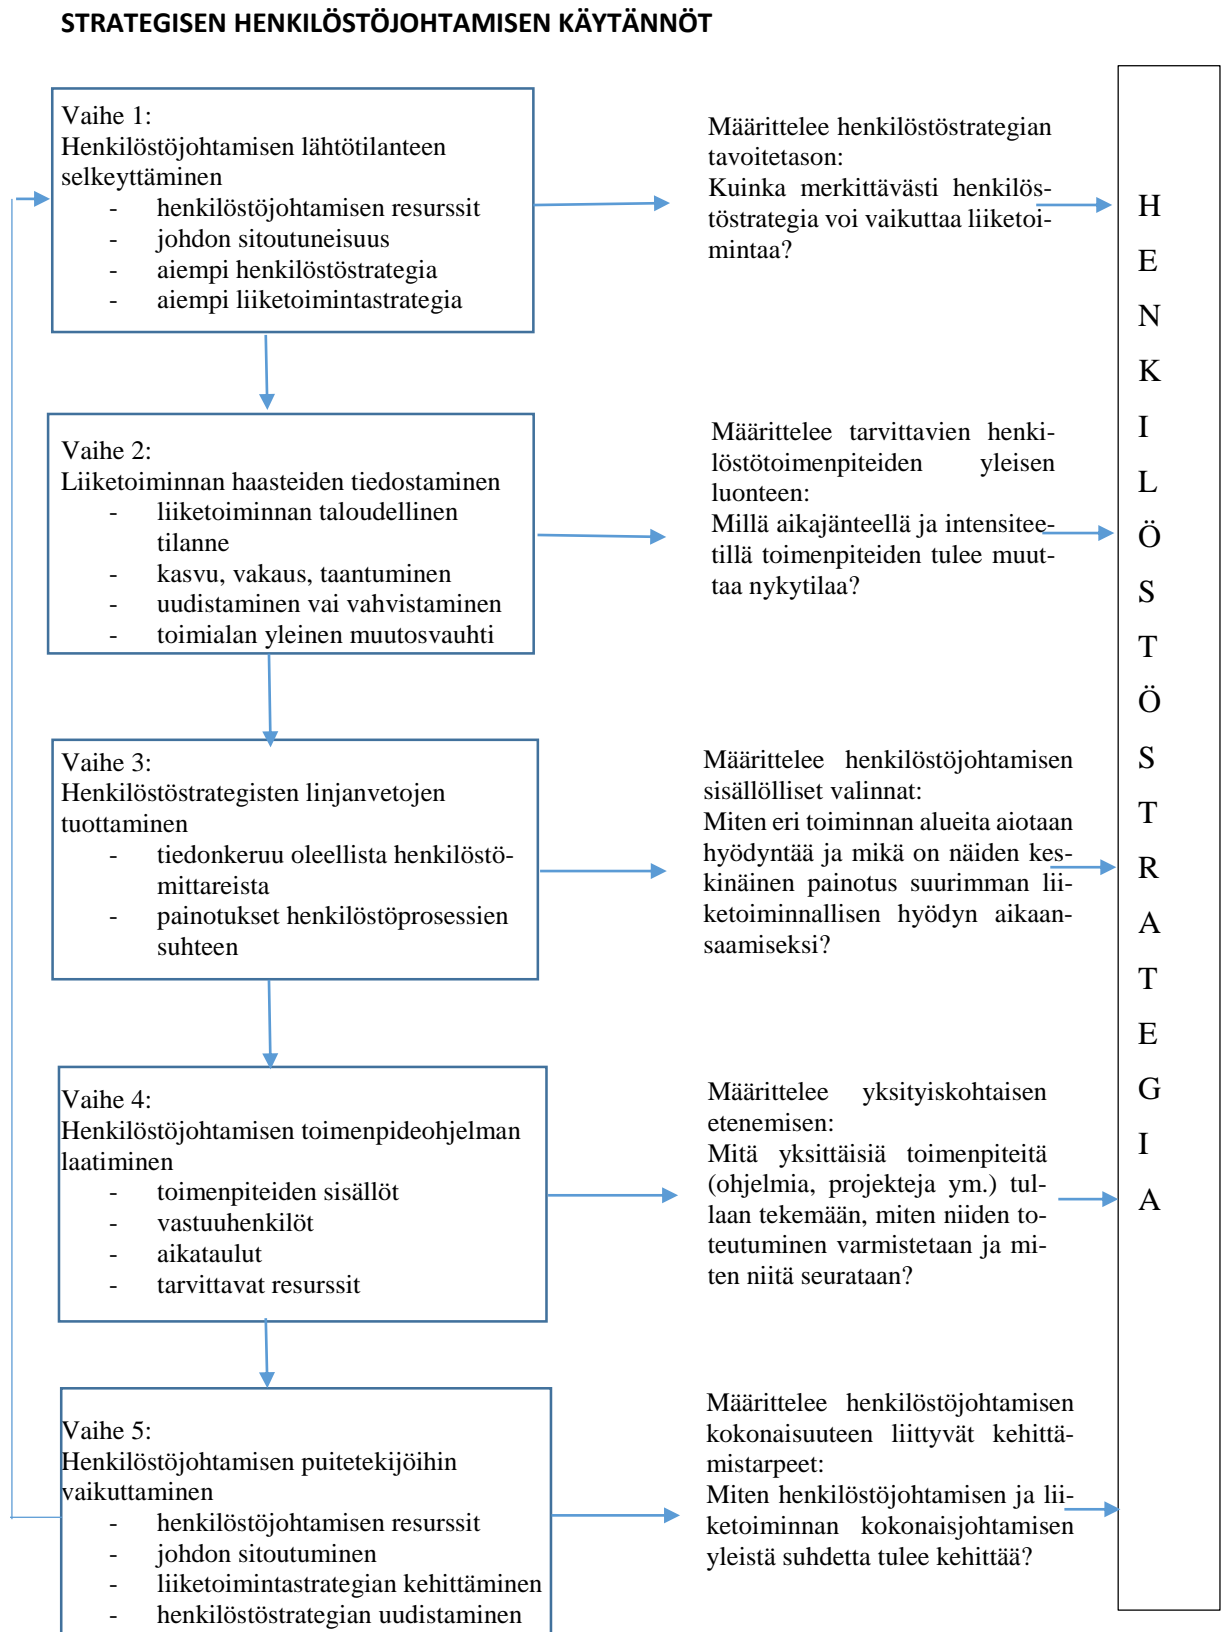 STRATEGISEN HENKILÖSTÖJOHTAMISEN KÄYTÄNNÖT
Vaihe 1:
Henkilöstöjohtamisen lähtötilanteen
selkeyttäminen
- henkilöstöjohtamisen resurssit
- johdon sitoutuneisuus
- aiempi henkilöstöstrategia
- aiempi liiketoimintastrategia
Määrittelee henkilöstöstrategian
tavoitetason:
Kuinka merkittävästi henkilös-
töstrategia voi vaikuttaa liiketoi-
mintaa?
Vaihe 2:
Liiketoiminnan haasteiden tiedostaminen
- liiketoiminnan taloudellinen
tilanne
- kasvu, vakaus, taantuminen
- uudistaminen vai vahvistaminen
- toimialan yleinen muutosvauhti
Määrittelee tarvittavien henki-
löstötoimenpiteiden yleisen
luonteen:
Millä aikajänteellä ja intensitee-
tillä toimenpiteiden tulee muut-
taa nykytilaa?
Vaihe 3:
Henkilöstöstrategisten linjanvetojen
tuottaminen
- tiedonkeruu oleellista henkilöstö-
mittareista
- painotukset henkilöstöprosessien
suhteen
Määrittelee henkilöstöjohtamisen
sisällölliset valinnat:
Miten eri toiminnan alueita aiotaan
hyödyntää ja mikä on näiden kes-
kinäinen painotus suurimman lii-
ketoiminnallisen hyödyn aikaan-
saamiseksi?
Vaihe 4:
Henkilöstöjohtamisen toimenpideohjelman
laatiminen
- toimenpiteiden sisällöt
- vastuuhenkilöt
- aikataulut
- tarvittavat resurssit
Määrittelee yksityiskohtaisen
etenemisen:
Mitä yksittäisiä toimenpiteitä
(ohjelmia, projekteja ym.) tul-
laan tekemään, miten niiden to-
teutuminen varmistetaan ja mi-
ten niitä seurataan?
Vaihe 5:
Henkilöstöjohtamisen puitetekijöihin
vaikuttaminen
- henkilöstöjohtamisen resurssit
- johdon sitoutuminen
- liiketoimintastrategian kehittäminen
- henkilöstöstrategian uudistaminen
Määrittelee henkilöstöjohtamisen
kokonaisuuteen liittyvät kehittä-
mistarpeet:
Miten henkilöstöjohtamisen ja lii-
ketoiminnan kokonaisjohtamisen
yleistä suhdetta tulee kehittää?
H
E
N
K
I
L
Ö
S
T
Ö
S
T
R
A
T
E
G
I
A